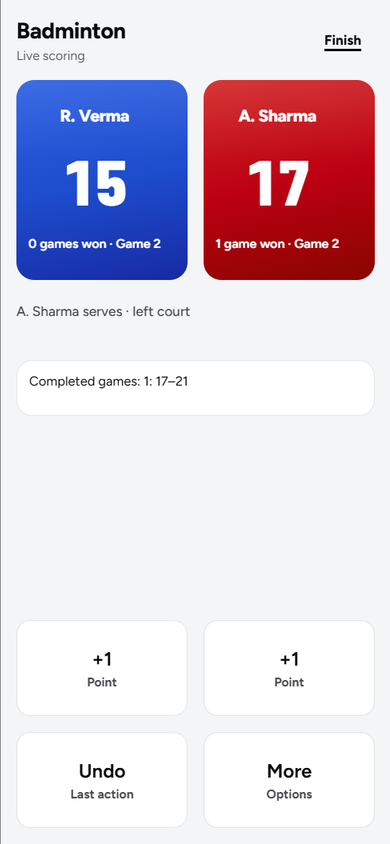 Badminton
Live scoring
Finish
R. Verma
15
0 games won · Game 2
A. Sharma
17
1 game won · Game 2
A. Sharma serves · left court
Completed games: 1: 17–21
+1
Point
+1
Point
Undo
Last action
More
Options